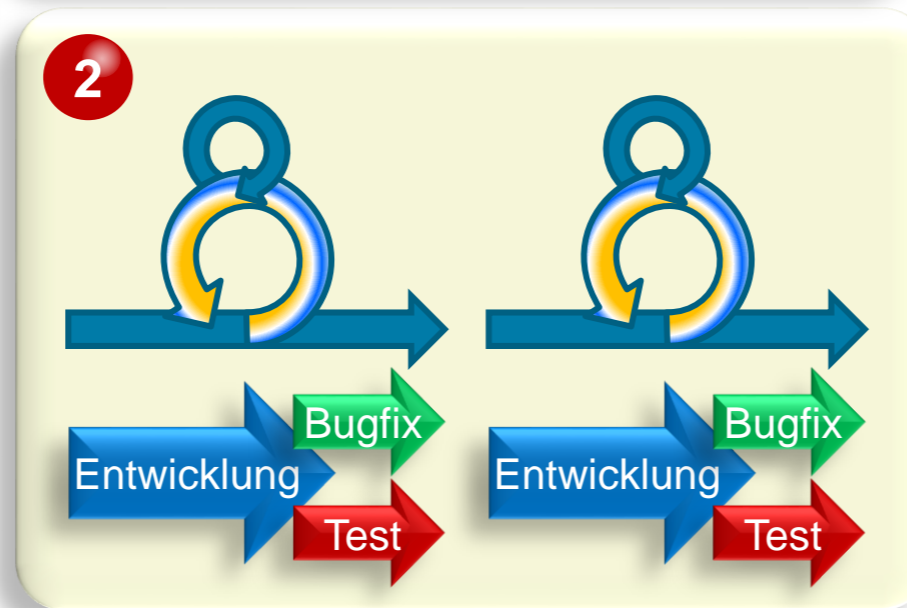 2
Bugfix
Entwicklung
Test
Bugfix
Entwicklung
Test